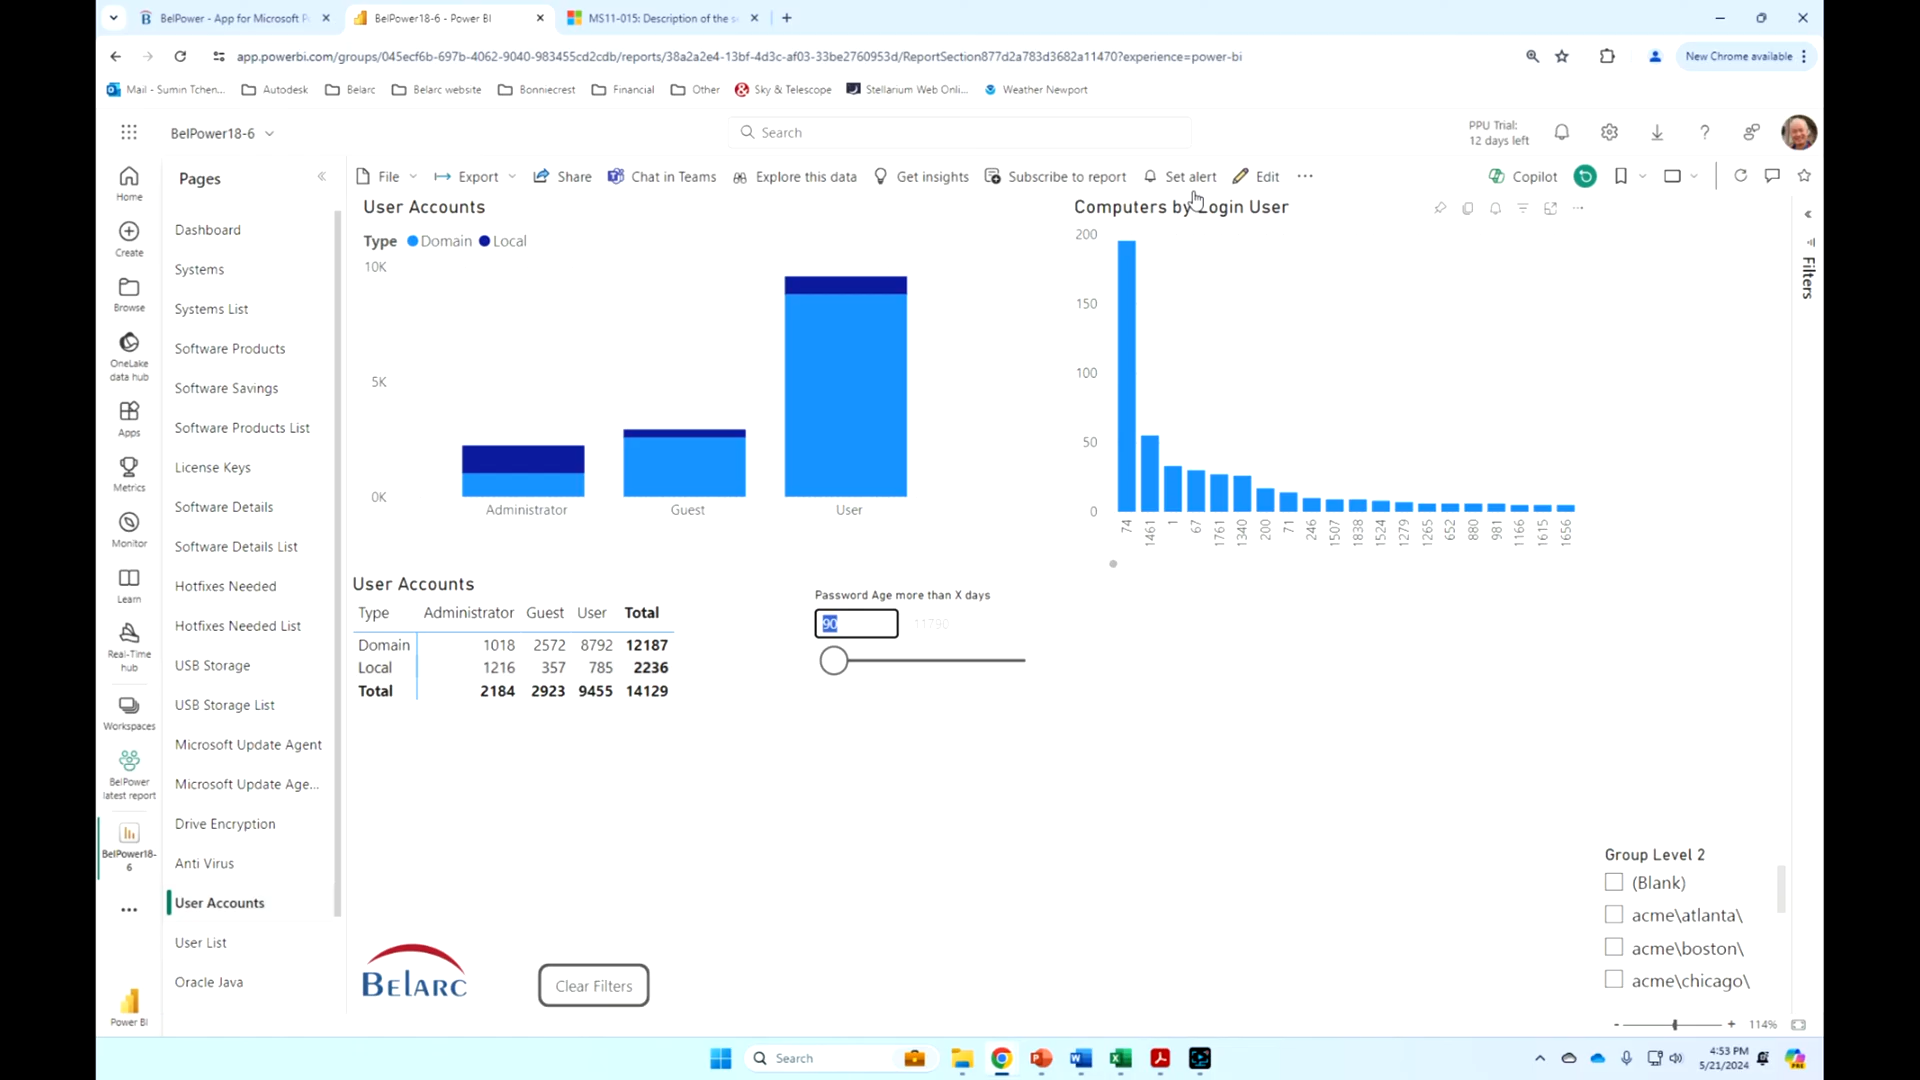 BelPower - App for Microsoft P
BelPower18-6 - Power BI
MS11-015: Description of the s
app.powerbi.com/groups/045ecf6b-697b-4062-9040-983455cd2cdb/reports/38a2a2e4-13bf-4d3c-af03-33be2760953d/ReportSection877d2a783d3682a11470?experience=power-bi
New Chrome available
Mail - Sumin Tchen...
Autodesk
Belarc
Belarc website
Bonniecrest
Financial
Other
Sky & Telescope
Stellarium Web Onli...
Weather Newport
BelPower18-6
Search
PPU Trial:
12 days left
Home
Create
Browse
OneLake
data hub
Apps
Metrics
Monitor
Learn
Real-Time
hub
Workspaces
BelPower
latest report
BelPower18-
6
Power BI
Pages
Dashboard
Systems
Systems List
Software Products
Software Savings
Software Products List
License Keys
Software Details
Software Details List
Hotfixes Needed
Hotfixes Needed List
USB Storage
USB Storage List
Microsoft Update Agent
Microsoft Update Age...
Drive Encryption
Anti Virus
User Accounts
User List
Oracle Java
File
Export
Share
Chat in Teams
Explore this data
Get insights
Subscribe to report
Set alert
Edit
Copilot
User Accounts
Type Domain Local
10K
5K
0K
Administrator
Guest
User
Computers by Login User
200
150
100
50
0
74
1461
1
67
1761
1340
200
71
246
1507
1838
1524
1279
1265
652
880
981
1166
1615
1656
Filters
User Accounts
Type Administrator Guest User Total
Domain 1018 2572 8792 12187
Local 1216 357 785 2236
Total 2184 2923 9455 14129
Password Age more than X days
90
11790
Group Level 2
(Blank)
acme\atlanta\
acme\boston\
acme\chicago\
BELARC
Clear Filters
114%
Search
4:53 PM
5/21/2024